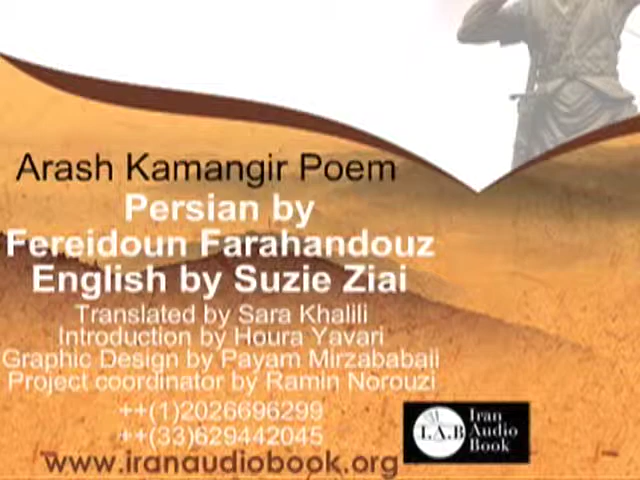 Arash Kamangir Poem
Persian by
Fereidoun Farahandouz
English by Suzie Ziai
Translated by Sara Khalili
Introduction by Houra Yavari
Graphic Design by Payam Mirzababaii
Project coordinator by Ramin Norouzi
++(1)2026696299
++(33)629442045
www.iranaudiobook.org
I.A.B
Iran
Audio
Book